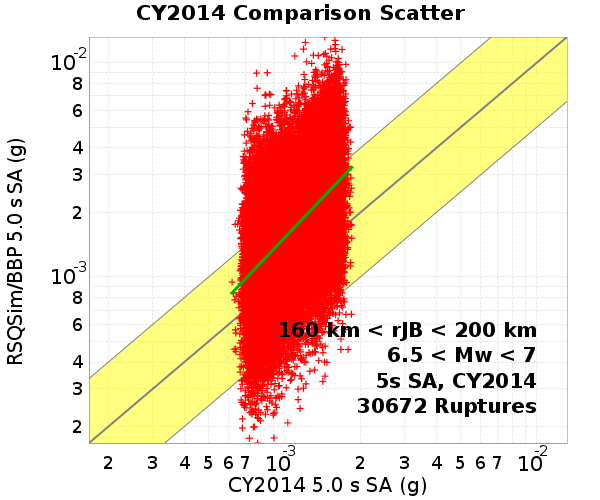 CY2014 Comparison Scatter
RSQSim/BBP 5.0 s SA (g)
10-2
8
6
4
3
2
10-3
8
6
4
3
2
160 km < rJB < 200 km
6.5 < Mw < 7
5s SA, CY2014
30672 Ruptures
2 3 4 5 6 7 10-3 2 3 4 5 6 7 10-2
CY2014 5.0 s SA (g)